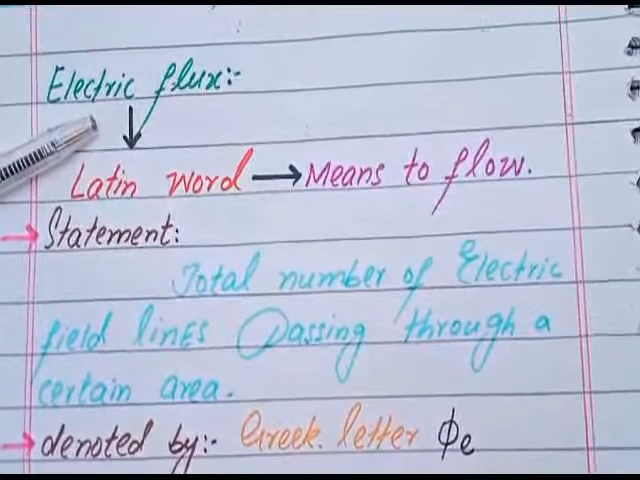 Electric flux:-
↓
Latin word → Means to flow.
→ Statement:
Total number of Electric
field lines Passing through a
certain area.
→ denoted by:- Greek. letter ϕe